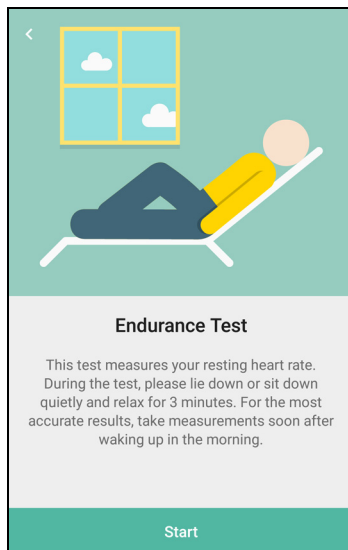 Endurance Test
This test measures your resting heart rate.
During the test, please lie down or sit down
quietly and relax for 3 minutes. For the most
accurate results, take measurements soon after
waking up in the morning.
Start